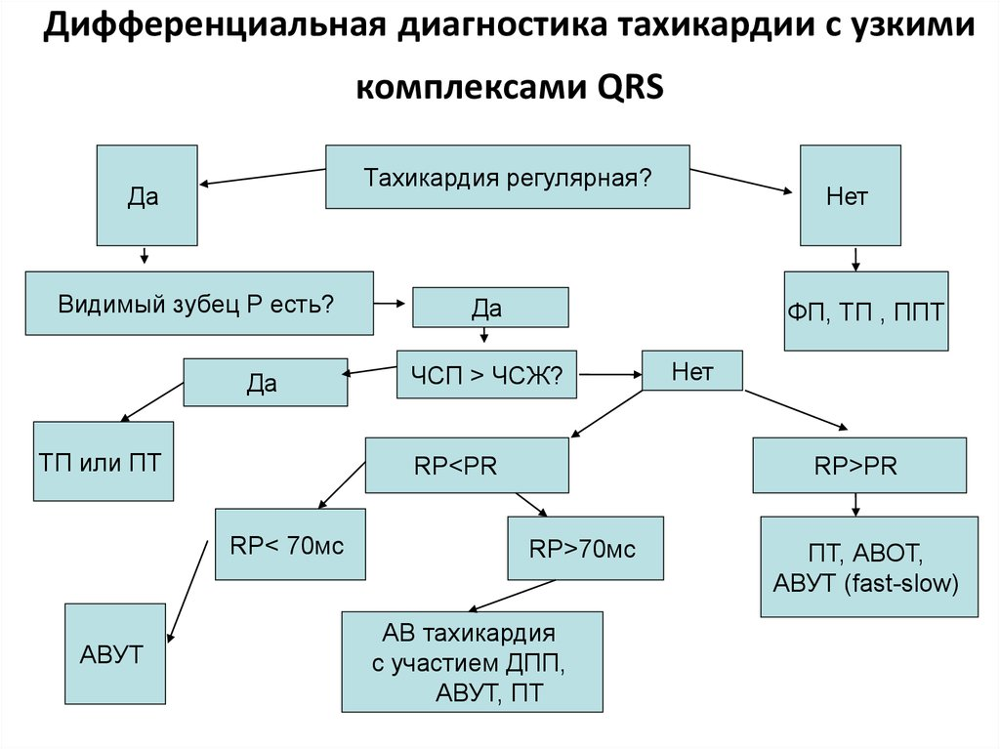 Дифференциальная диагностика тахикардии с узкими
комплексами QRS
Да
Тахикардия регулярная?
Нет
Видимый зубец Р есть?
Да
ФП, ТП , ППТ
Да
ЧСП > ЧСЖ?
Нет
ТП или ПТ
RP<PR
RP>PR
RP< 70мс
RP>70мс
ПТ, АВОТ,
АВУТ (fast-slow)
АВУТ
АВ тахикардия
с участием ДПП,
АВУТ, ПТ